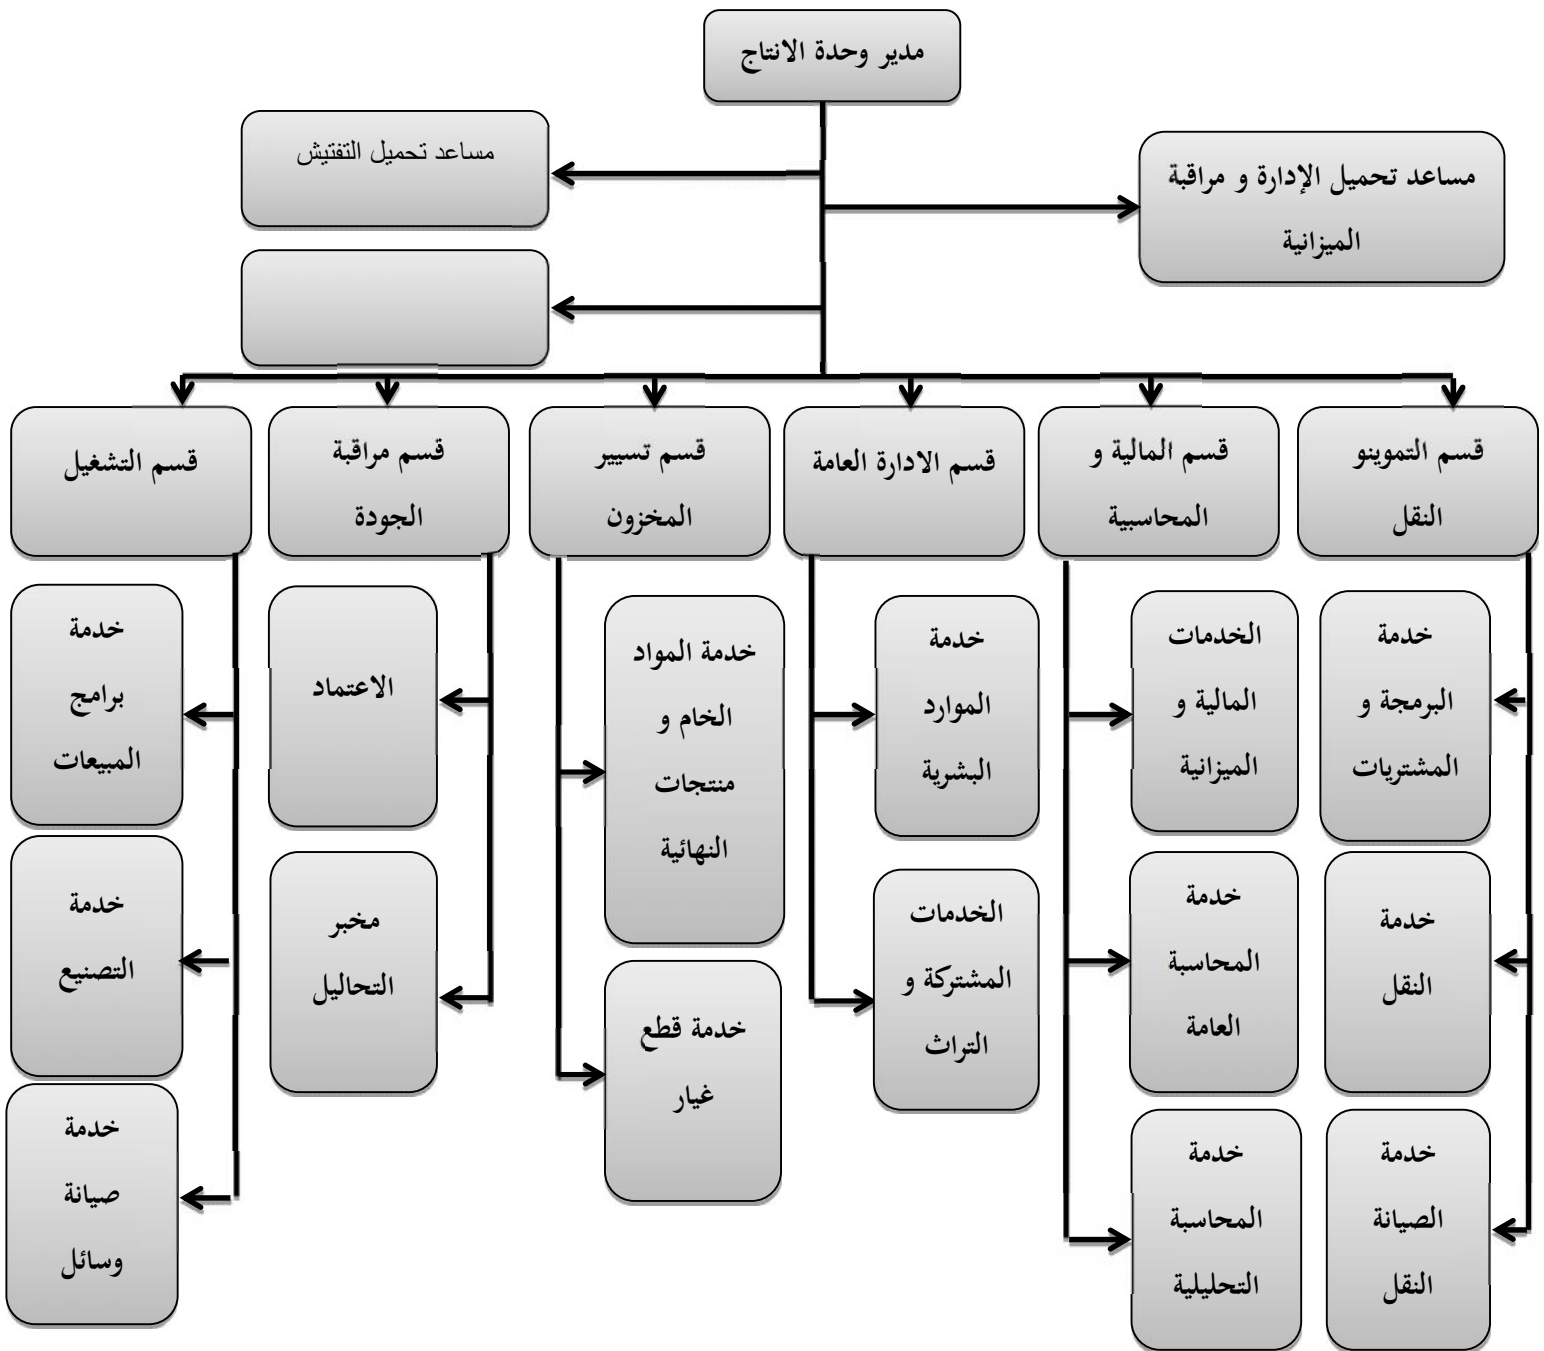 مدير وحدة الانتاج
مساعد تحميل الإدارة و مراقبة
الميزانية
مساعد تحميل التفتيش
قسم التموينو
النقل
قسم المالية و
المحاسبية
قسم الادارة العامة
قسم تسيير
المخزون
قسم مراقبة
الجودة
قسم التشغيل
خدمة
البرمجة و
المشتريات
خدمة
النقل
خدمة
الصيانة
النقل
الخدمات
المالية و
الميزانية
خدمة
المحاسبة
العامة
خدمة
المحاسبة
التحليلية
خدمة
الموارد
البشرية
الخدمات
المشتركة و
التراث
خدمة المواد
الخام و
منتجات
النهائية
خدمة قطع
غيار
الاعتماد
مخبر
التحاليل
خدمة
برامج
المبيعات
خدمة
التصنيع
خدمة
صيانة
وسائل